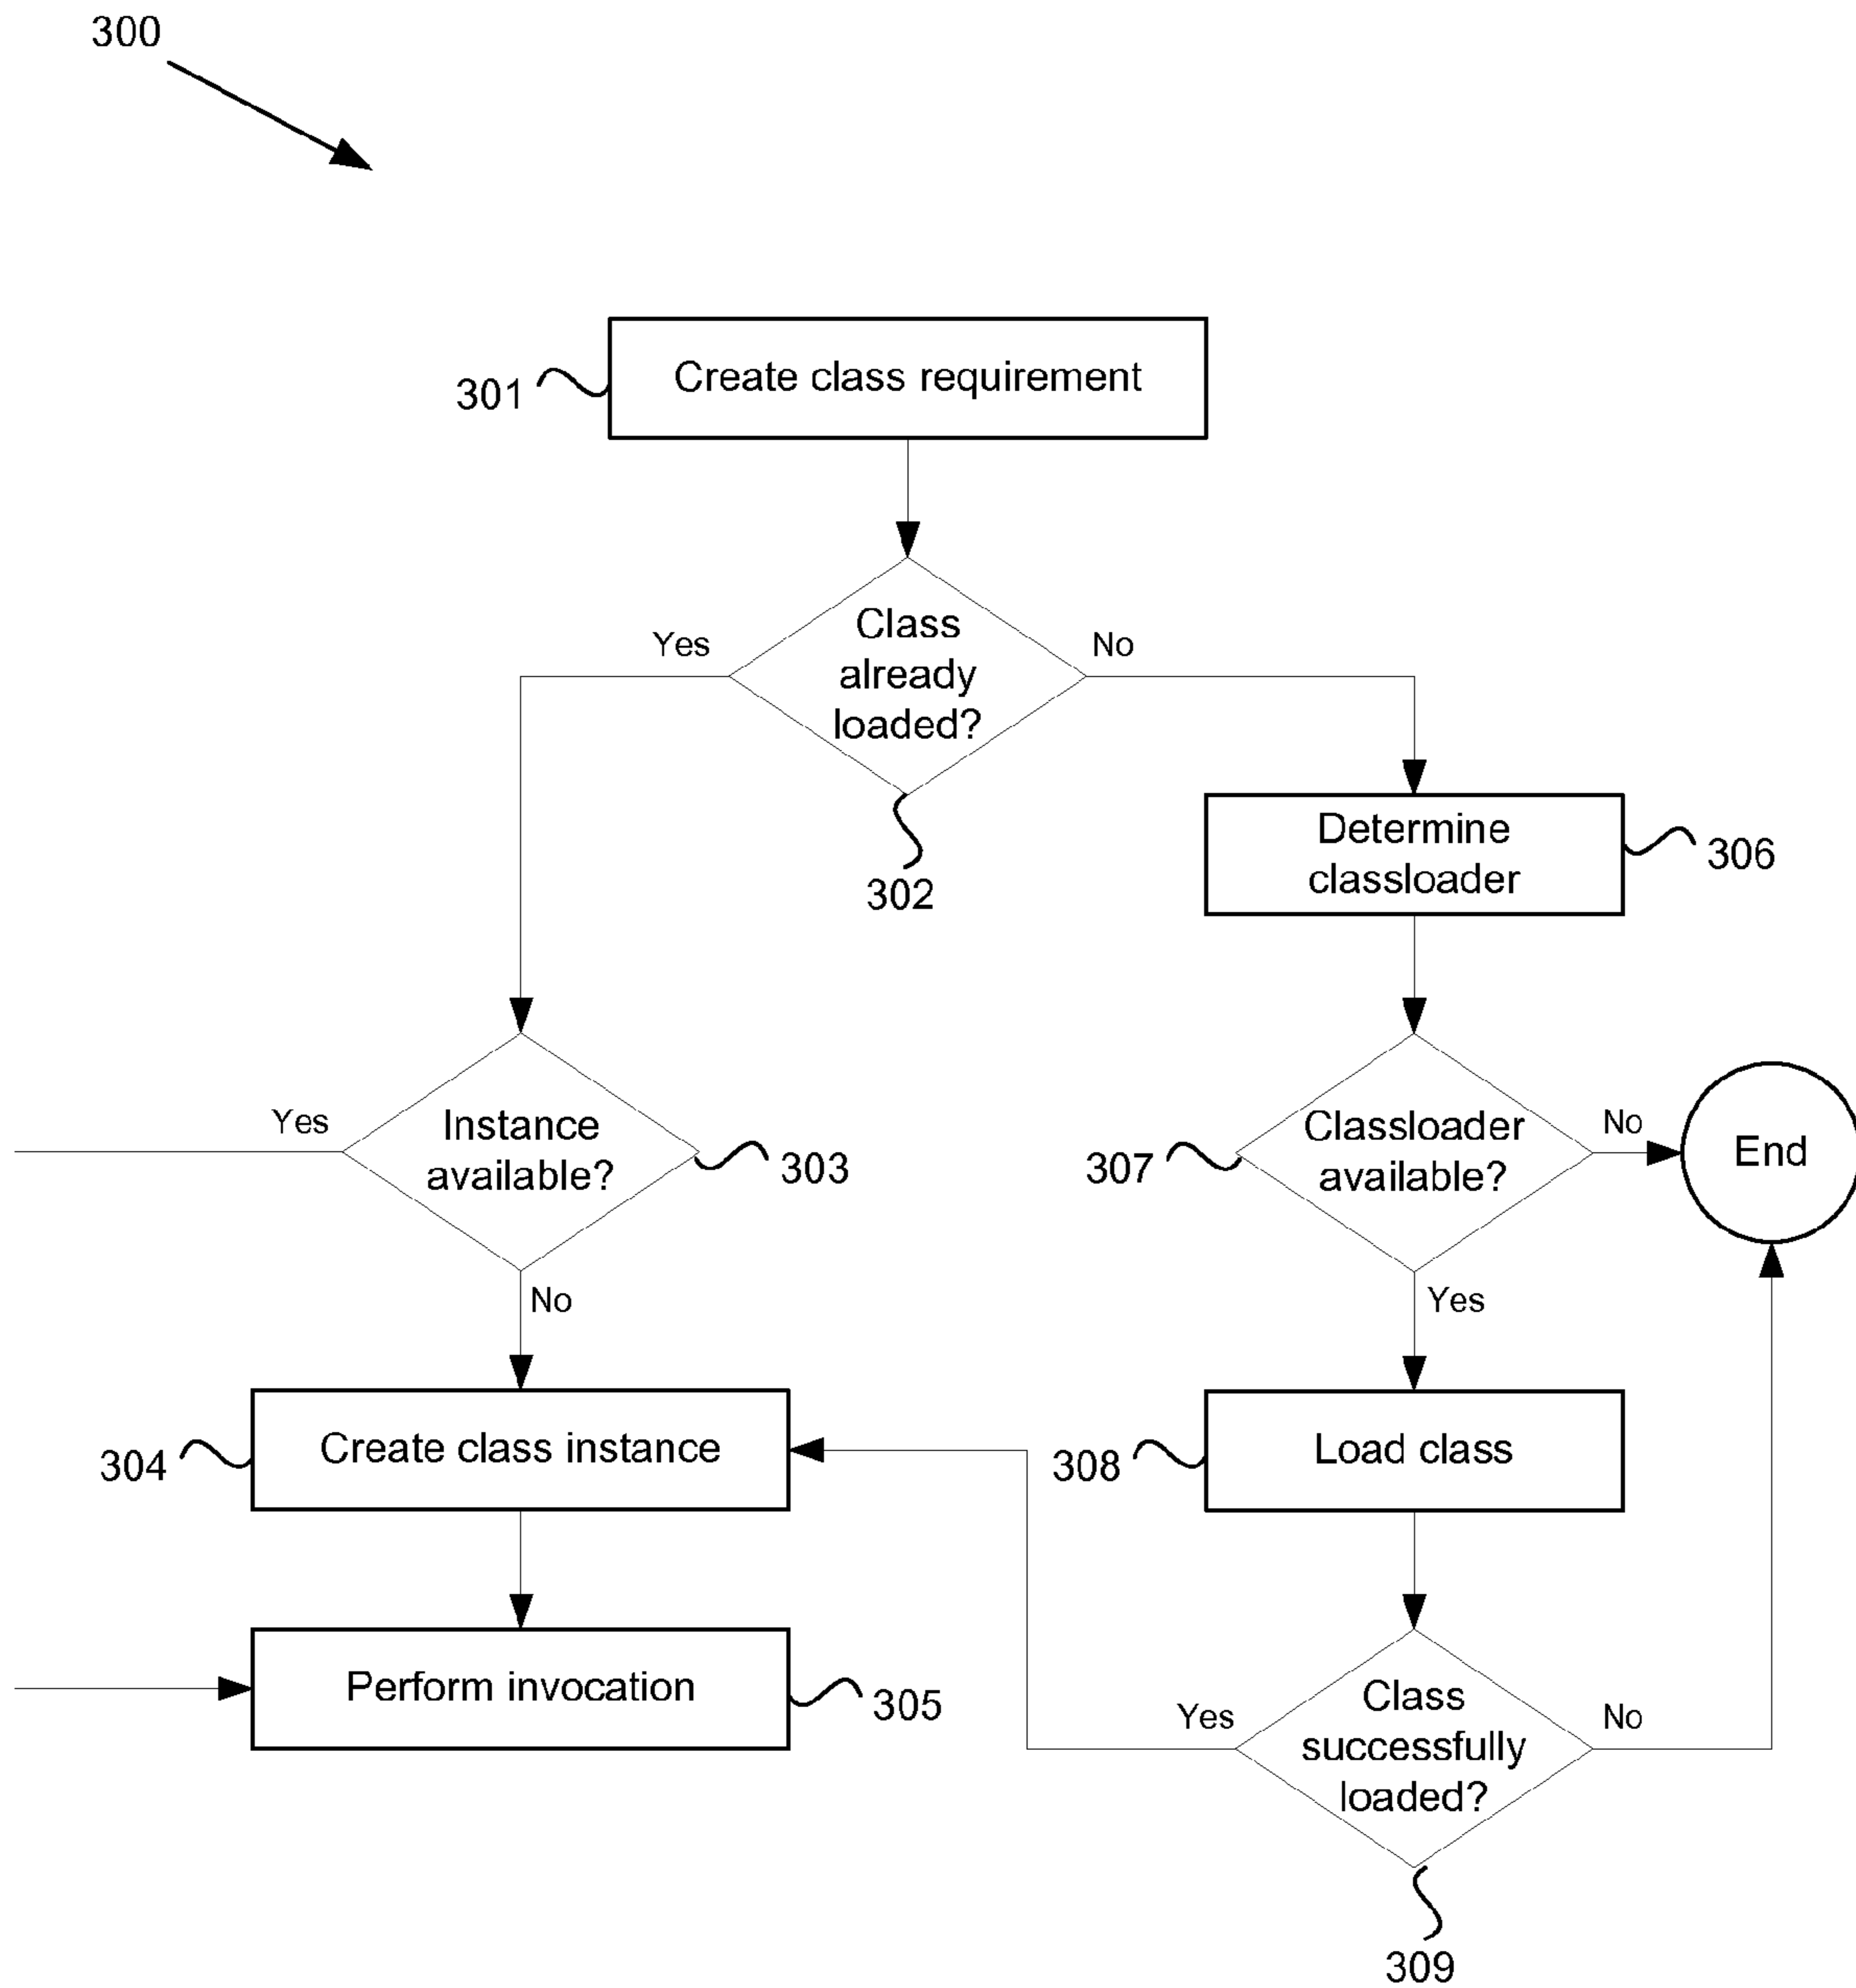 300
Create class requirement
301
Class
already
loaded?
Yes
No
302
Determine
classloader
306
Instance
available?
Yes
No
303
Classloader
available?
No
Yes
307
End
Create class instance
304
Load class
308
Perform invocation
305
Class
successfully
loaded?
Yes
No
309